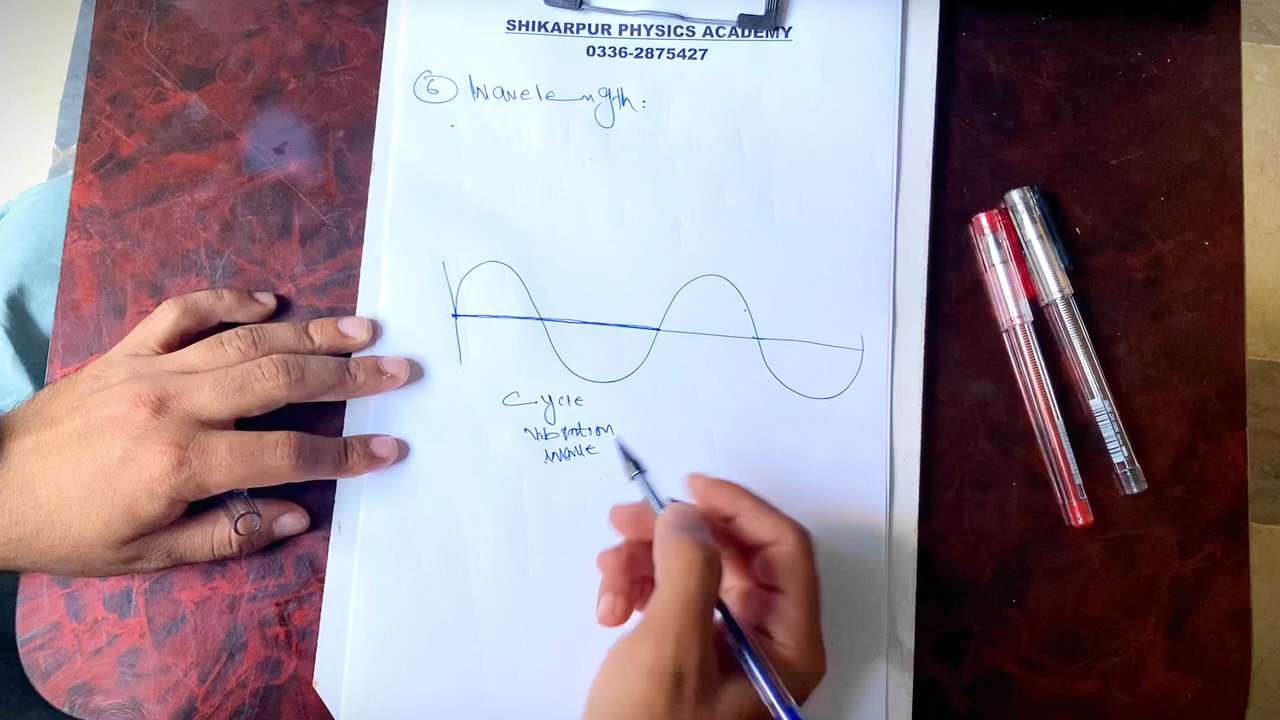 SHIKARPUR PHYSICS ACADEMY
0336-2875427
6 Wavelength:
Cycle
vibration
wave